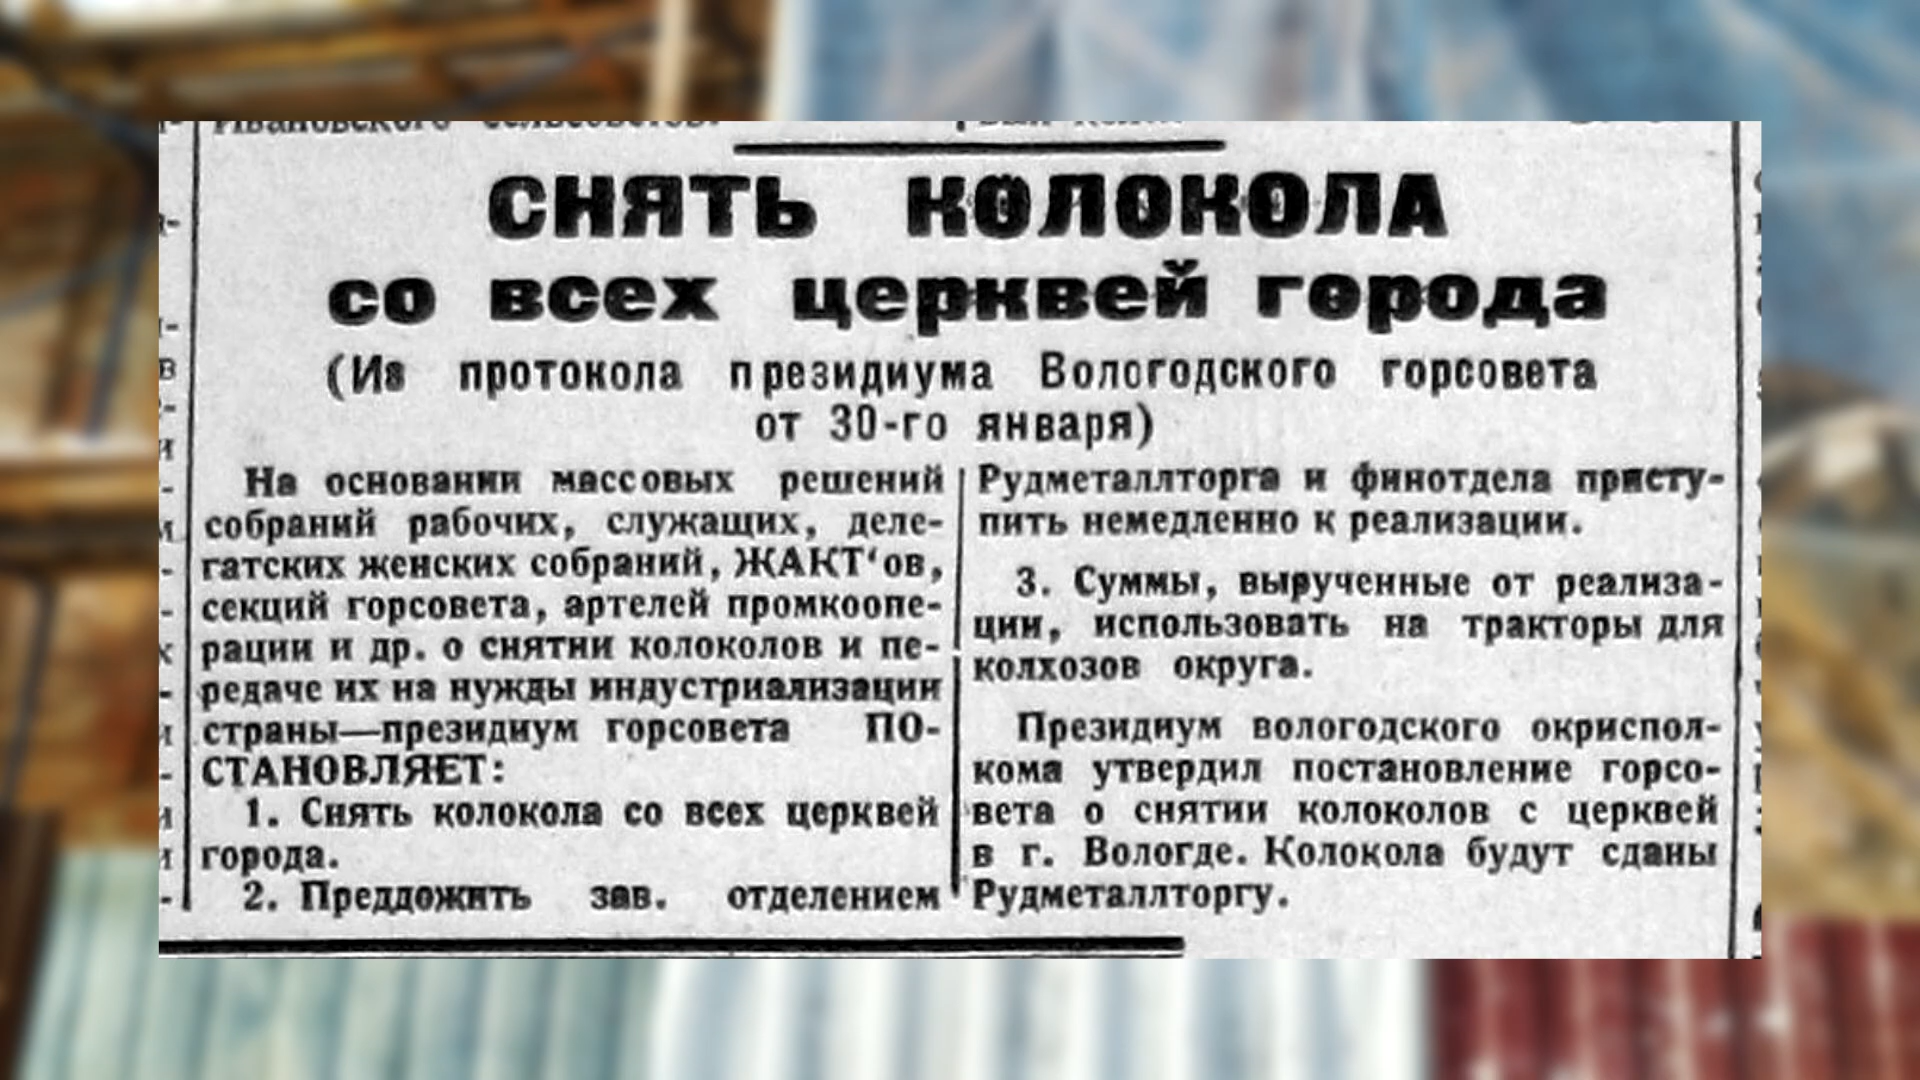 СНЯТЬ КОЛОКОЛА
со всех церквей города
(Из протокола президиума Вологодского горсовета
от 30-го января)
На основании массовых решений
собраний рабочих, служащих, деле-
гатских женских собраний, ЖАКТ‘ов,
секций горсовета, артелей промкоопе-
рации и др. о снятии колоколов и пе-
редаче их на нужды индустриализации
страны—президиум горсовета ПО-
СТАНОВЛЯЕТ:
1. Снять колокола со всех церквей
города.
2. Предложить зав. отделением
Рудметаллторга и финотдела присту-
пить немедленно к реализации.
3. Суммы, вырученные от реализа-
ции, использовать на тракторы для
колхозов округа.
Президиум вологодского окриспол-
кома утвердил постановление горсо-
вета о снятии колоколов с церквей
в г. Вологде. Колокола будут сданы
Рудметаллторгу.